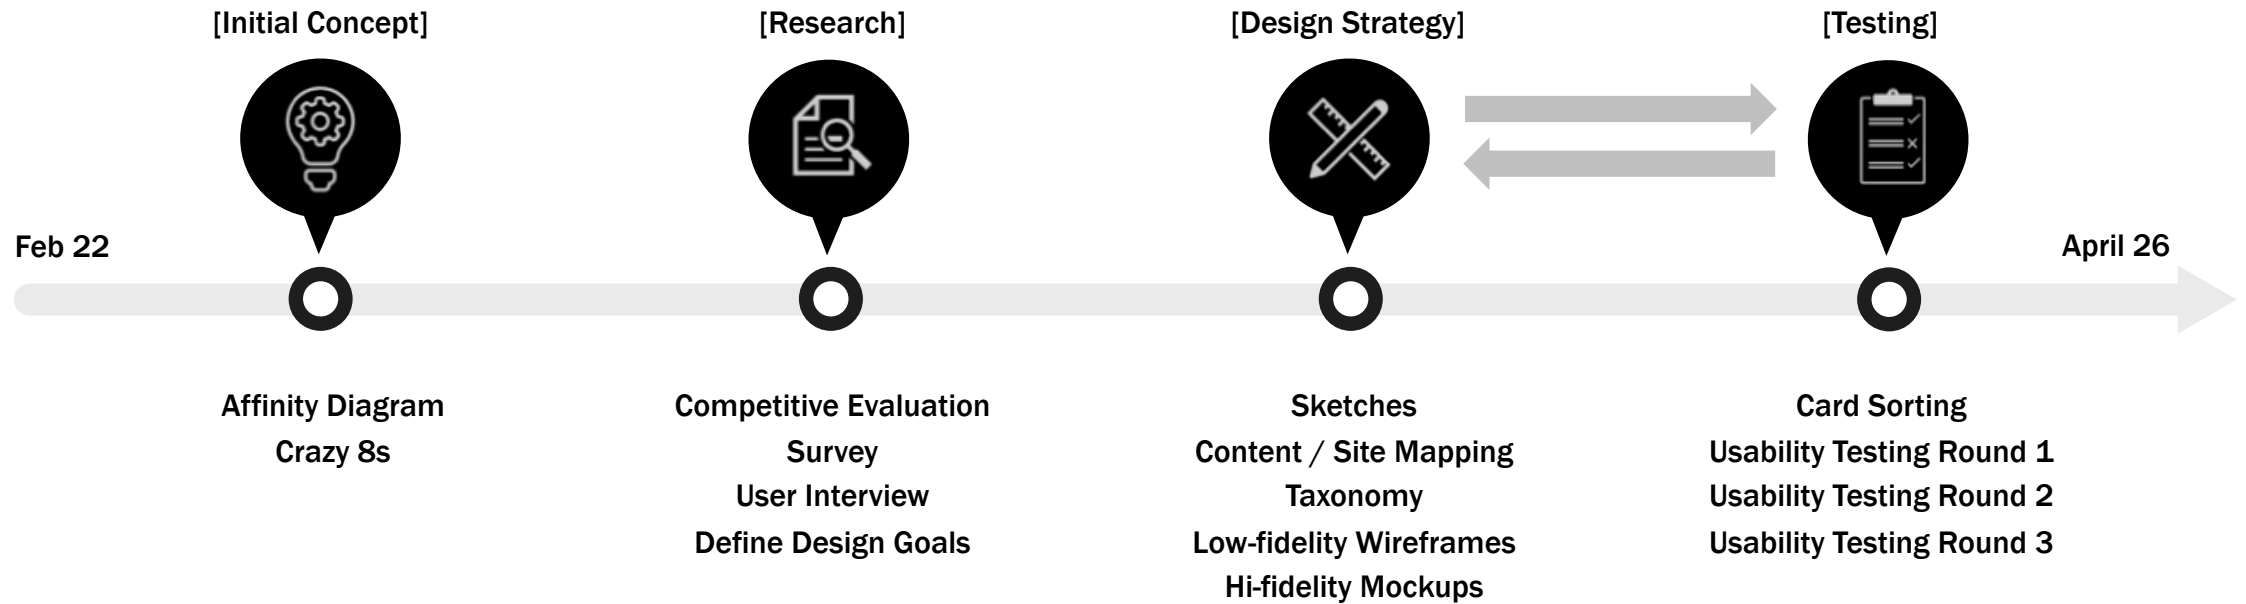 [Initial Concept]
[Research]
[Design Strategy]
[Testing]
Feb 22
April 26
Affinity Diagram
Crazy 8s
Competitive Evaluation
Survey
User Interview
Define Design Goals
Sketches
Content / Site Mapping
Taxonomy
Low-fidelity Wireframes
Hi-fidelity Mockups
Card Sorting
Usability Testing Round 1
Usability Testing Round 2
Usability Testing Round 3